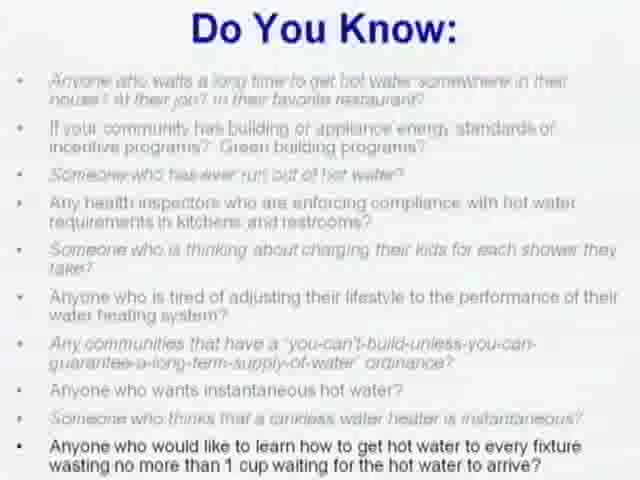 Do You Know:
• Anyone who waits a long time to get hot water somewhere in their
house? At their job? In their favorite restaurant?
• If your community has building or appliance energy standards or
incentive programs? Green building programs?
• Someone who has ever run out of hot water?
• Any health inspectors who are enforcing compliance with hot water
requirements in kitchens and restrooms?
• Someone who is thinking about charging their kids for each shower they
take?
• Anyone who is tired of adjusting their lifestyle to the performance of their
water heating system?
• Any communities that have a "you-can't-build-unless-you-can-
guarantee-a-long-term-supply-of-water" ordinance?
• Anyone who wants instantaneous hot water?
• Someone who thinks that a tankless water heater is instantaneous?
• Anyone who would like to learn how to get hot water to every fixture
wasting no more than 1 cup waiting for the hot water to arrive?